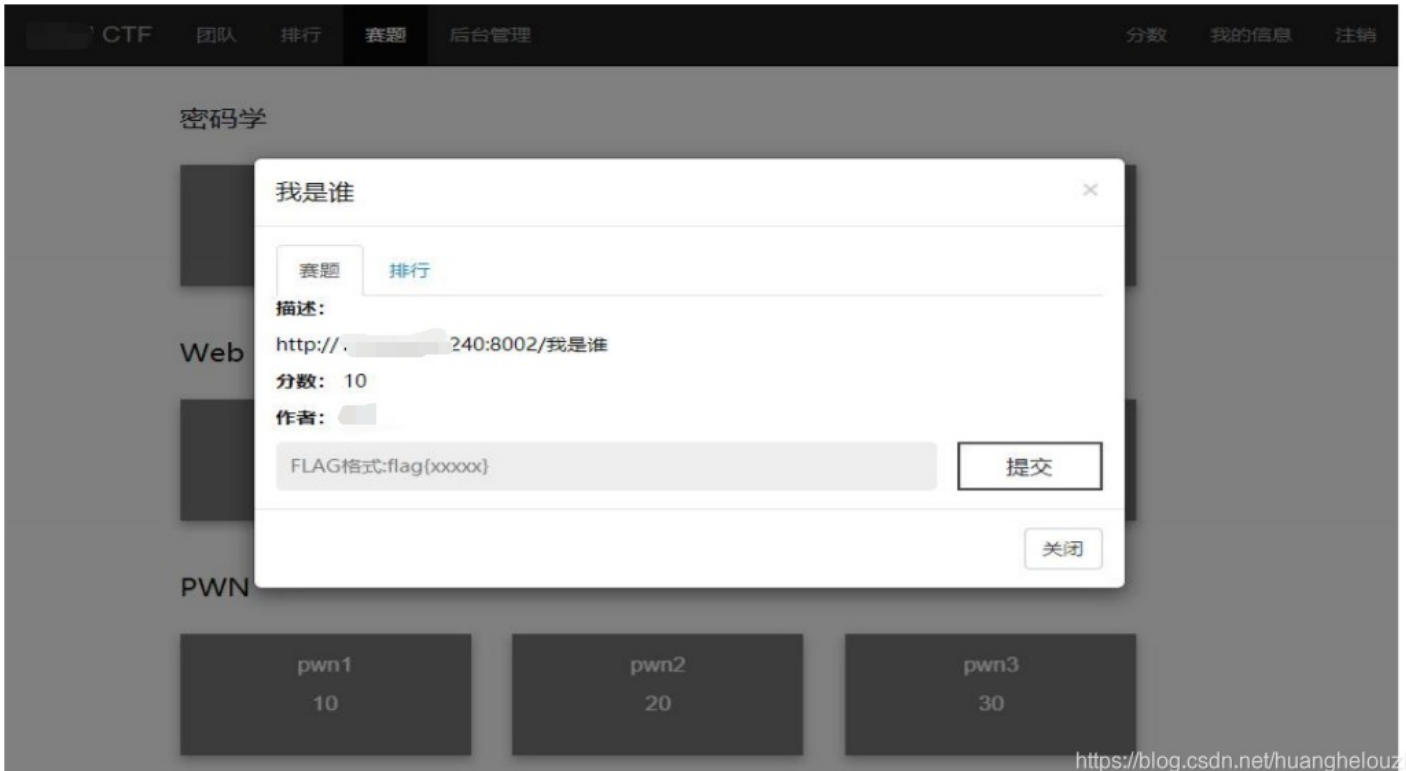 CTF 团队 排行 赛题 后台管理 分数 我的信息 注销
密码学
我是谁 ×
赛题 排行
描述:
http:// 240:8002/我是谁
Web
分数: 10
作者:
FLAG格式:flag{xxxxx} 提交
关闭
PWN
pwn1 pwn2 pwn3
10 20 30
https://blog.csdn.net/huanghelouzi